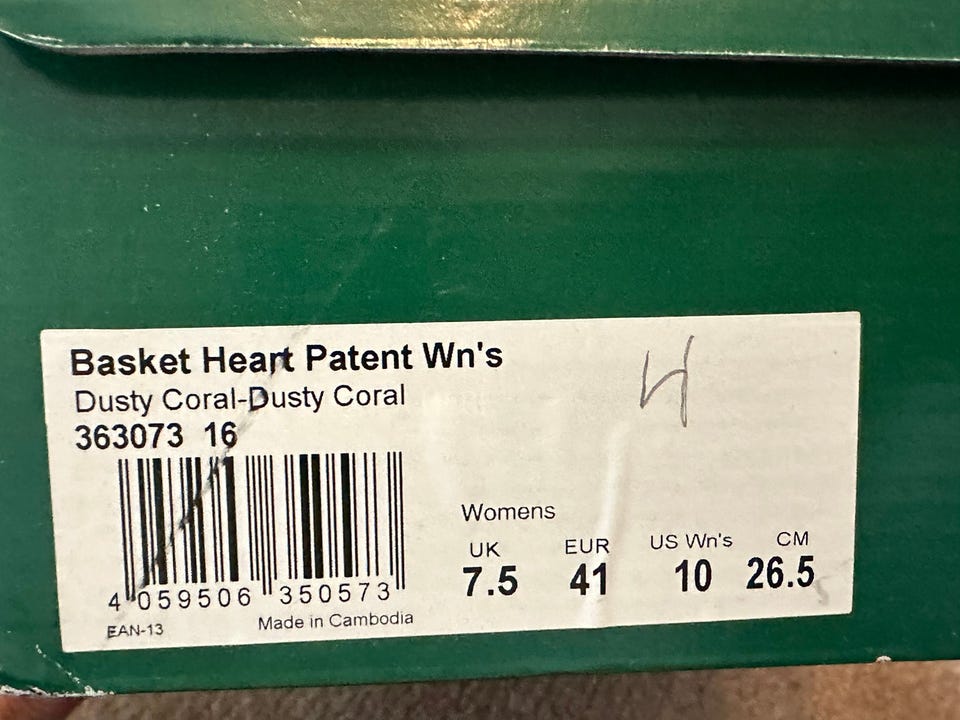 Basket Heart Patent Wn's
Dusty Coral-Dusty Coral
363073 16
4 059506 350573
EAN-13
Made in Cambodia
4
Womens
UK EUR US Wn's CM
7.5 41 10 26.5